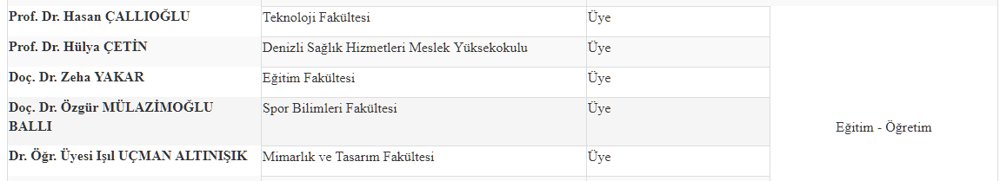 Prof. Dr. Hasan ÇALLIOĞLU Teknoloji Fakültesi Üye
Prof. Dr. Hülya ÇETİN Denizli Sağlık Hizmetleri Meslek Yüksekokulu Üye
Doç. Dr. Zeha YAKAR Eğitim Fakültesi Üye
Doç. Dr. Özgür MÜLAZİMOĞLU Spor Bilimleri Fakültesi Üye
BALLI
Eğitim - Öğretim
Dr. Öğr. Üyesi Işıl UÇMAN ALTINIŞIK Mimarlık ve Tasarım Fakültesi Üye